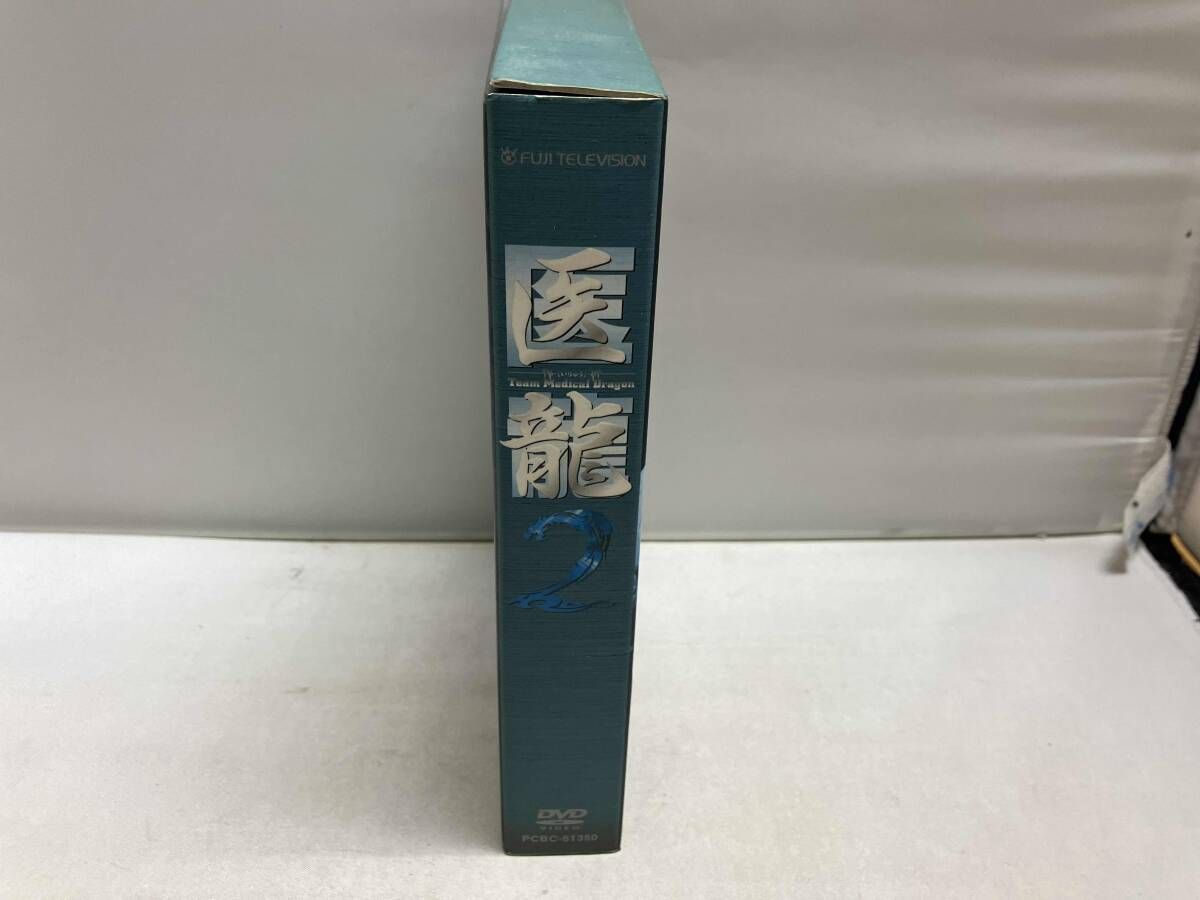 FUJI TELEVISION
医
Team Medical Dragon
龍
2
DVD
VIDEO
PCBC-61350